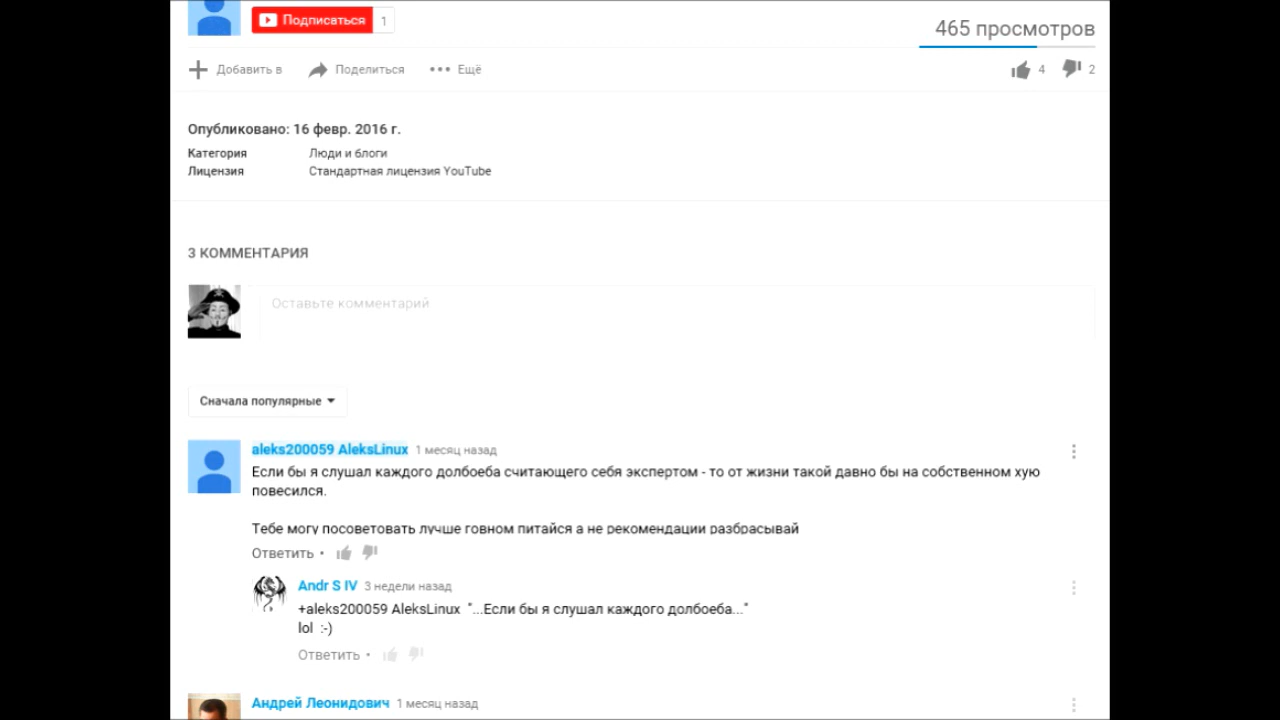 Подписаться 1
465 просмотров
Добавить в Поделиться Ещё 4 2
Опубликовано: 16 февр. 2016 г.
Категория Люди и блоги
Лицензия Стандартная лицензия YouTube
3 КОММЕНТАРИЯ
Оставьте комментарий
Сначала популярные
aleks200059 AleksLinux 1 месяц назад
Если бы я слушал каждого долбоеба считающего себя экспертом - то от жизни такой давно бы на собственном хую
повесился.
Тебе могу посоветовать лучше говном питайся а не рекомендации разбрасывай
Ответить •
Andr S IV 3 недели назад
+aleks200059 AleksLinux "...Если бы я слушал каждого долбоеба..."
lol :-)
Ответить •
Андрей Леонидович 1 месяц назад